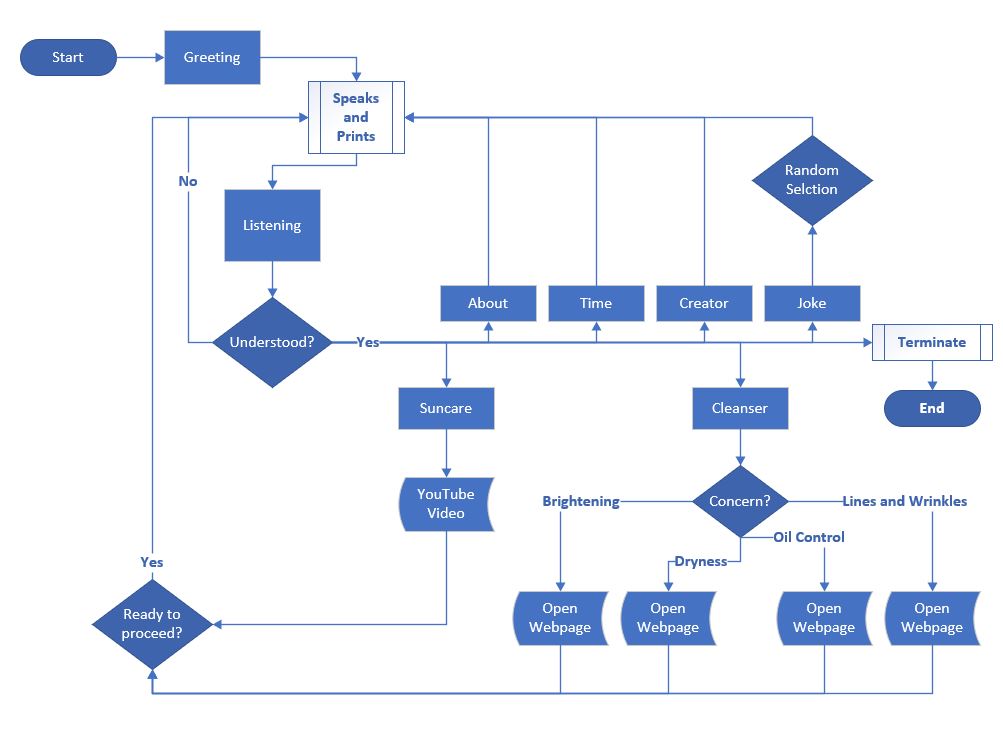 Start
Greeting
Speaks
and
Prints
No
Random
Selction
Listening
About
Time
Creator
Joke
Understood?
Yes
Terminate
Suncare
Cleanser
End
YouTube
Video
Concern?
Brightening
Lines and Wrinkles
Oil Control
Dryness
Yes
Ready to
proceed?
Open
Webpage
Open
Webpage
Open
Webpage
Open
Webpage